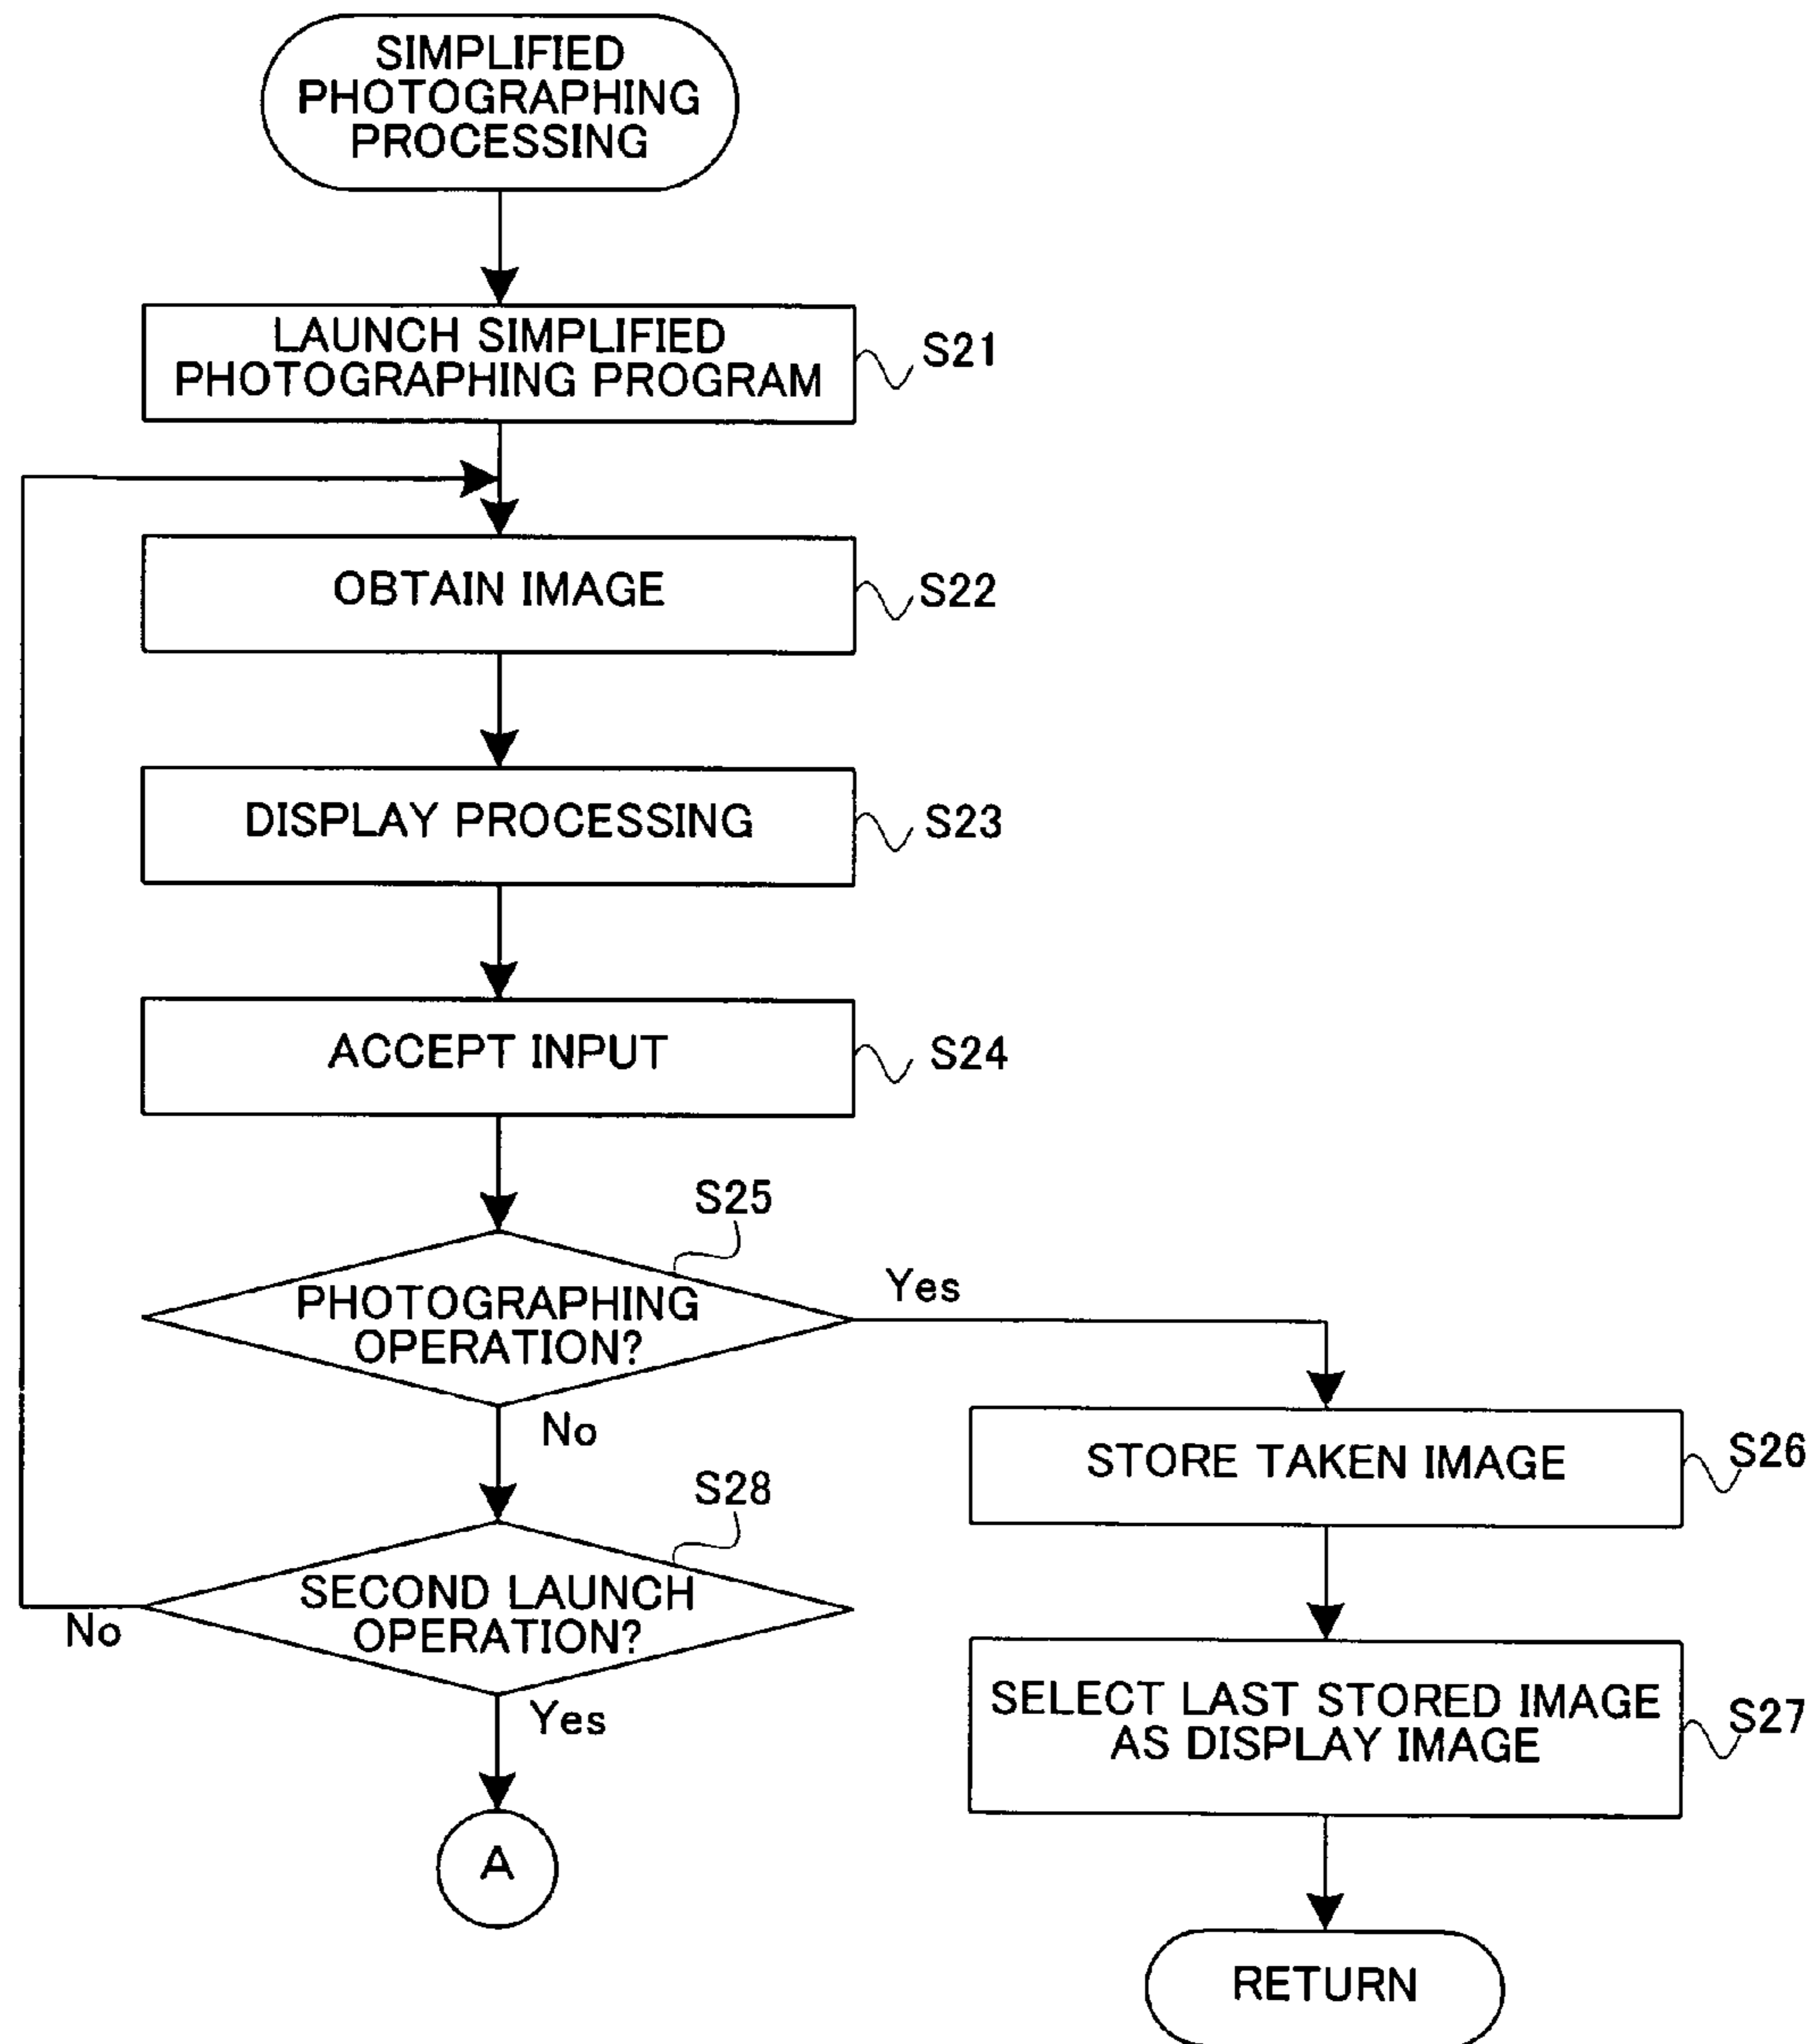 SIMPLIFIED
PHOTOGRAPHING
PROCESSING
LAUNCH SIMPLIFIED
PHOTOGRAPHING PROGRAM
S21
OBTAIN IMAGE
S22
DISPLAY PROCESSING
S23
ACCEPT INPUT
S24
S25
PHOTOGRAPHING
OPERATION?
Yes
No
STORE TAKEN IMAGE
S26
S28
SECOND LAUNCH
OPERATION?
No
Yes
SELECT LAST STORED IMAGE
AS DISPLAY IMAGE
S27
A
RETURN